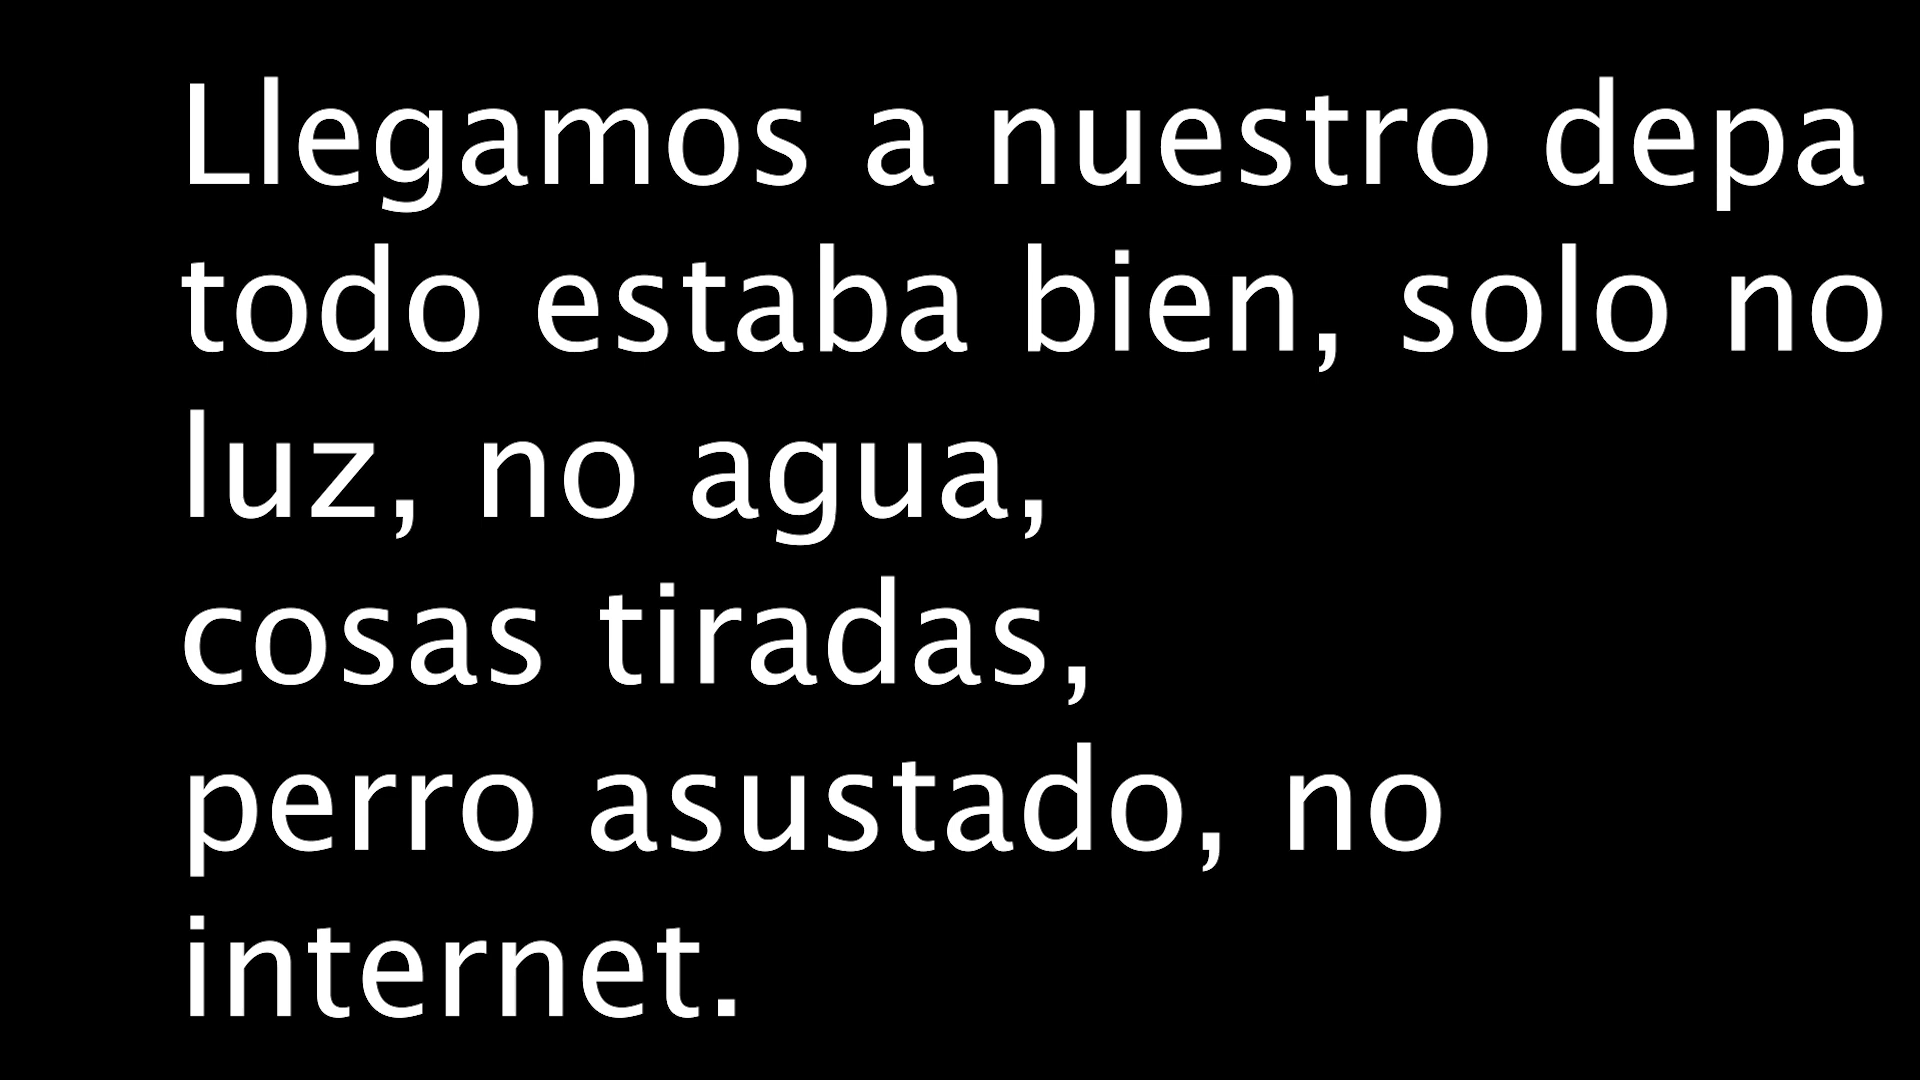 Llegamos a nuestro depa
todo estaba bien, solo no
luz, no agua,
cosas tiradas,
perro asustado, no
internet.